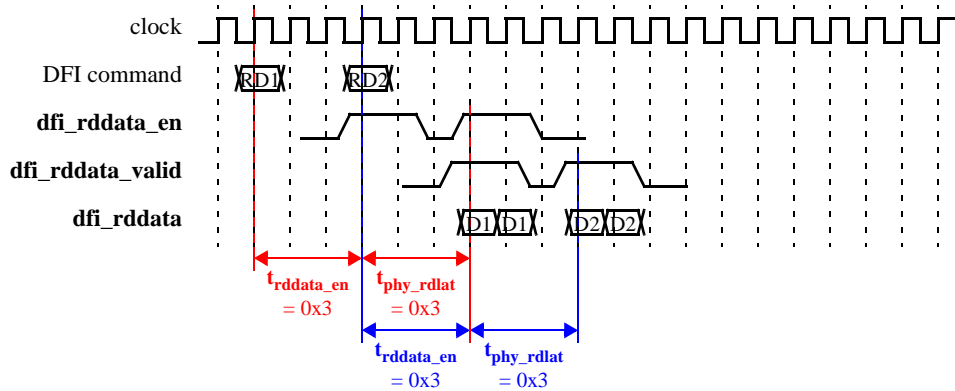 clock
DFI command RD1 RD2
dfi_rddata_en
dfi_rddata_valid
dfi_rddata D1 D1 D2 D2
trddata_en tphy_rdlat
= 0x3 = 0x3
trddata_en tphy_rdlat
= 0x3 = 0x3